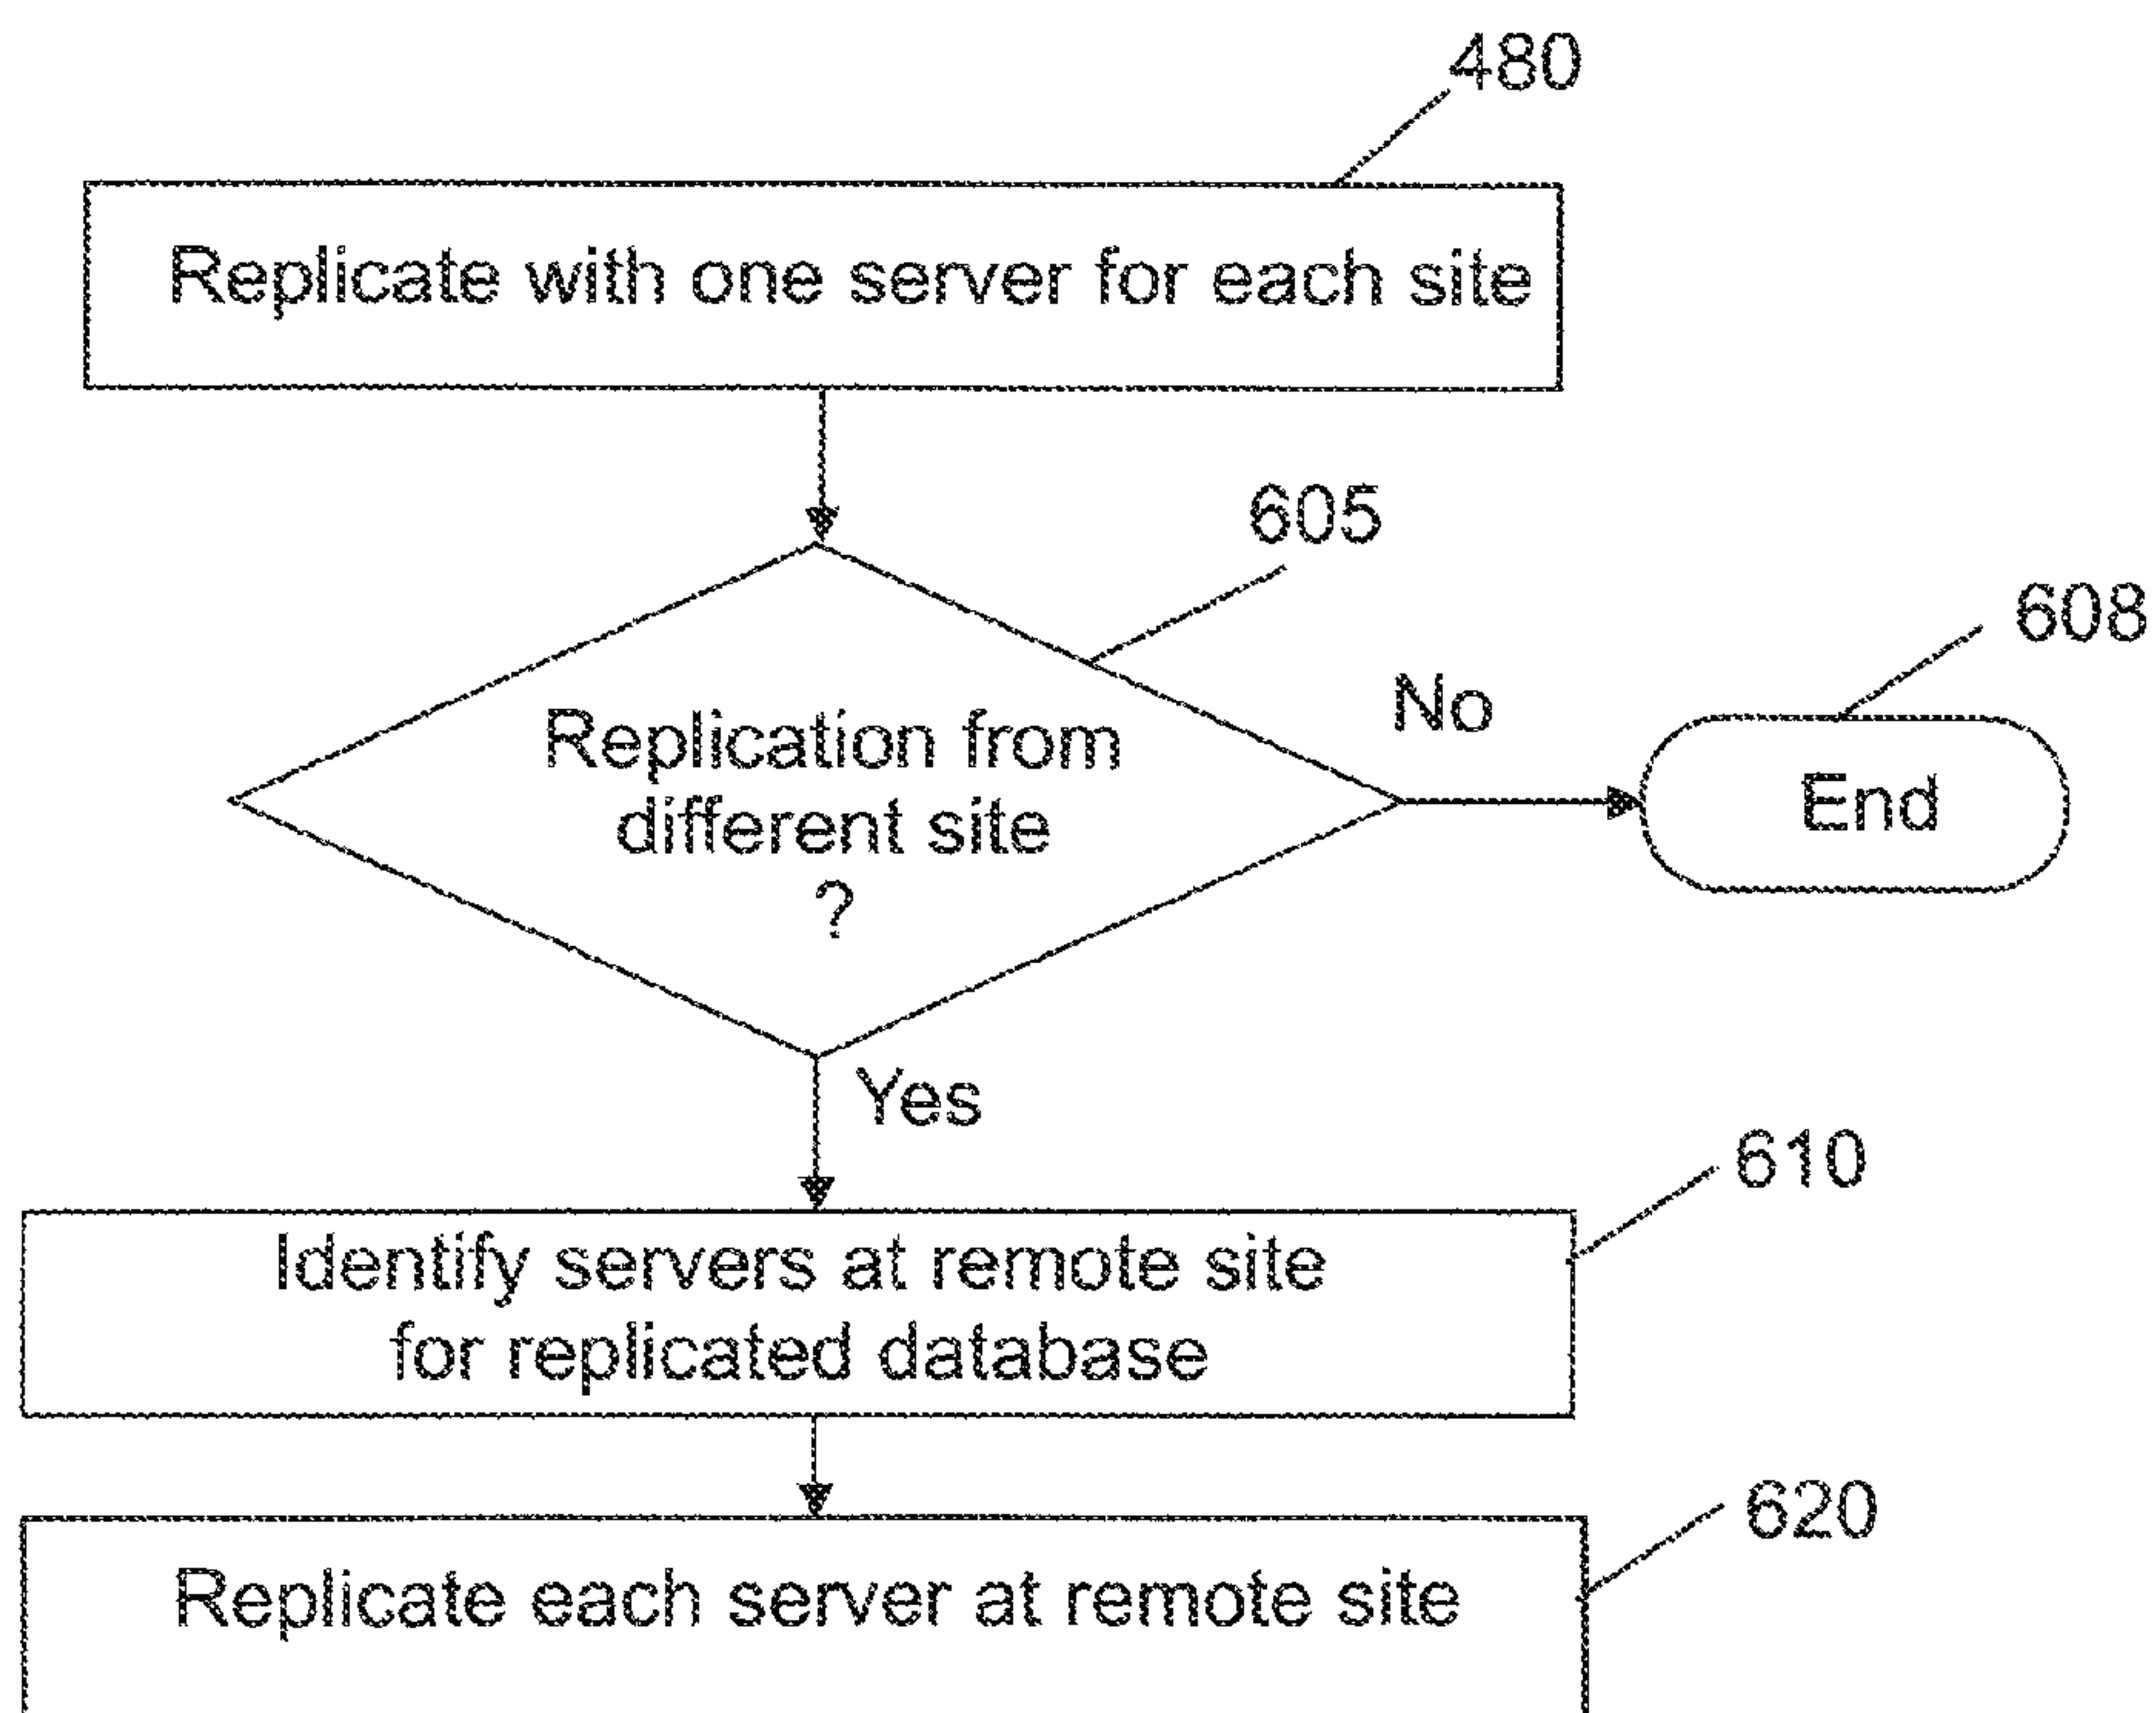 480
Replicate with one server for each site
605
608
No
Replication from
different site
?
End
Yes
610
Identify servers at remote site
for replicated database
620
Replicate each server at remote site